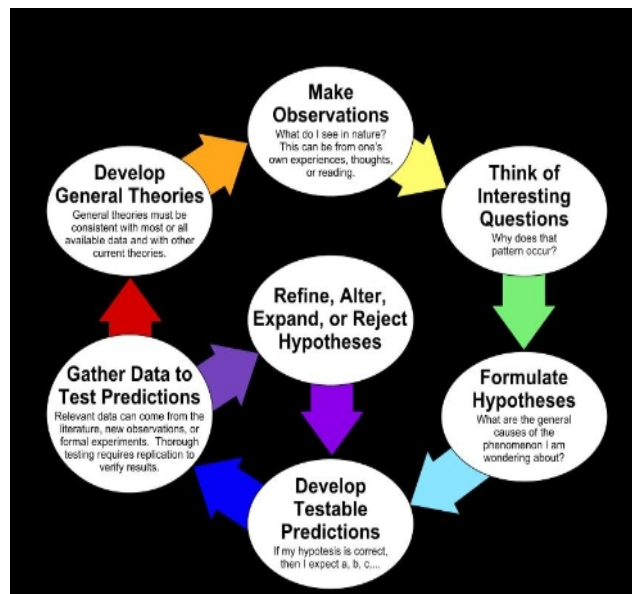 Make
Observations
What do I see in nature?
This can be from one's
own experiences, thoughts,
or reading.
Think of
Interesting
Questions
Why does that
pattern occur?
Formulate
Hypotheses
What are the general
causes of the
phenomenon I am
wondering about?
Develop
Testable
Predictions
If my hypotesis is correct,
then I expect a, b, c,...
Gather Data to
Test Predictions
Relevant data can come from the
literature, new observations, or
formal experiments. Thorough
testing requires replication to
verify results.
Refine, Alter,
Expand, or Reject
Hypotheses
Develop
General Theories
General theories must be
consistent with most or all
available data and with other
current theories.